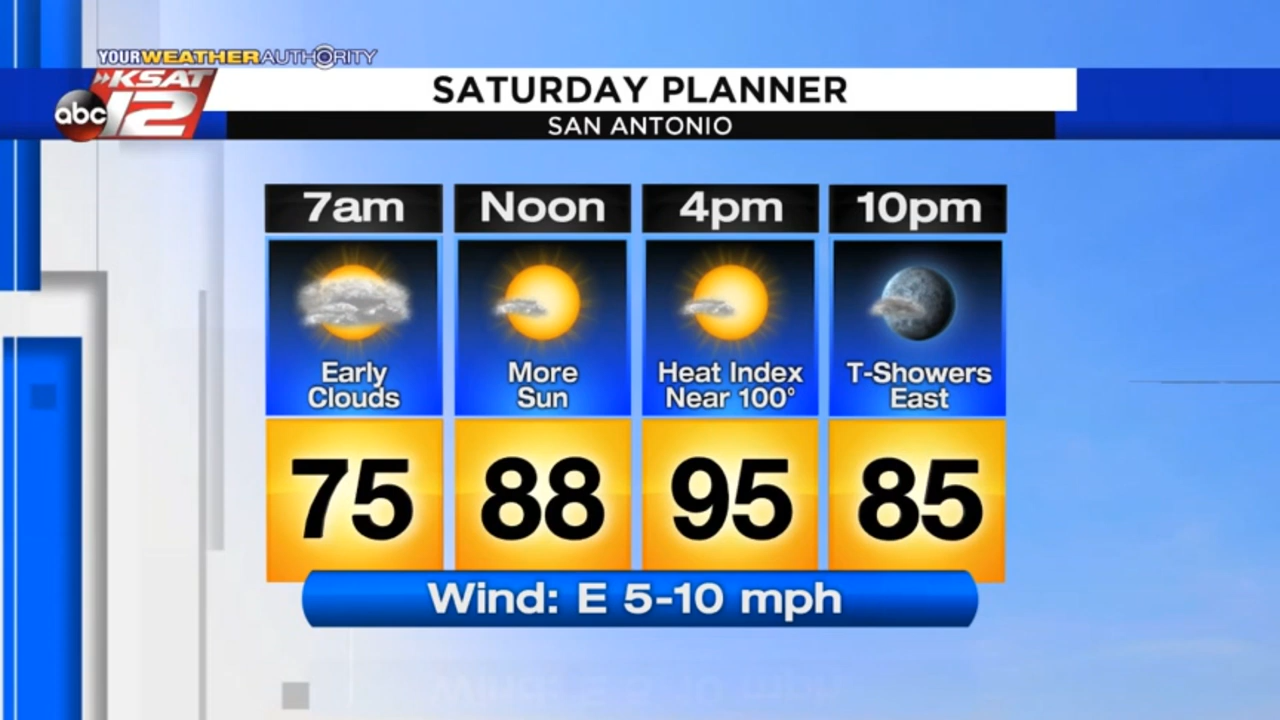 YOUR WEATHER AUTHORITY
KSAT
abc 12
SATURDAY PLANNER
SAN ANTONIO
7am
Noon
4pm
10pm
Early
Clouds
More
Sun
Heat Index
Near 100°
T-Showers
East
75
88
95
85
Wind: E 5-10 mph